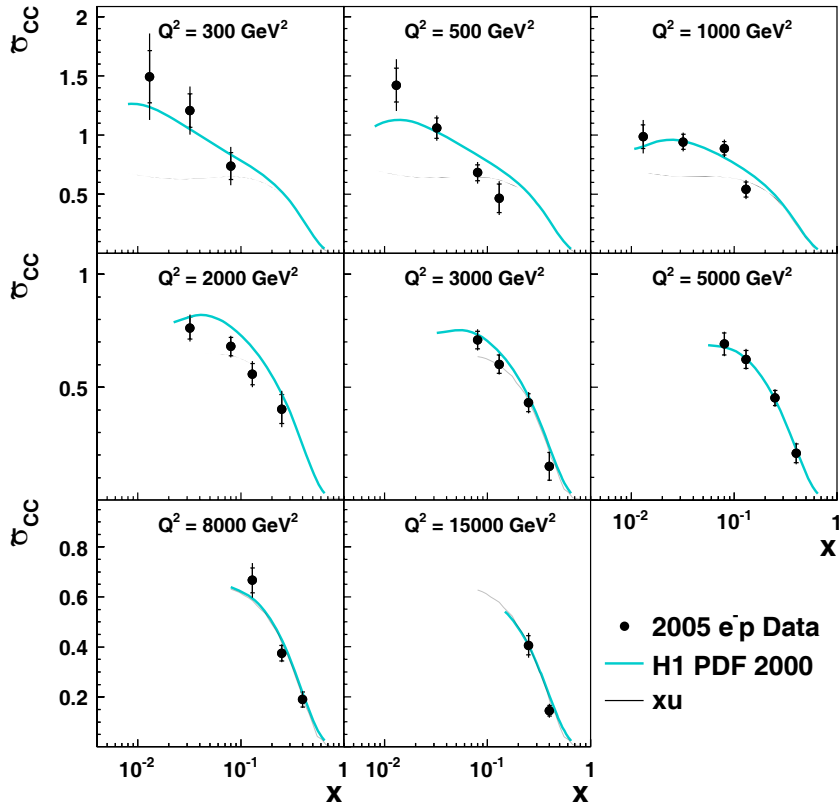 σ̃CC
2
1.5
1
0.5
Q² = 300 GeV²
Q² = 500 GeV²
Q² = 1000 GeV²
σ̃CC
1
0.5
Q² = 2000 GeV²
Q² = 3000 GeV²
Q² = 5000 GeV²
10⁻² 10⁻¹ 1
x
σ̃CC
0.8
0.6
0.4
0.2
Q² = 8000 GeV²
Q² = 15000 GeV²
2005 e⁻p Data
H1 PDF 2000
xu
10⁻² 10⁻¹ 1
x
10⁻² 10⁻¹ 1
x